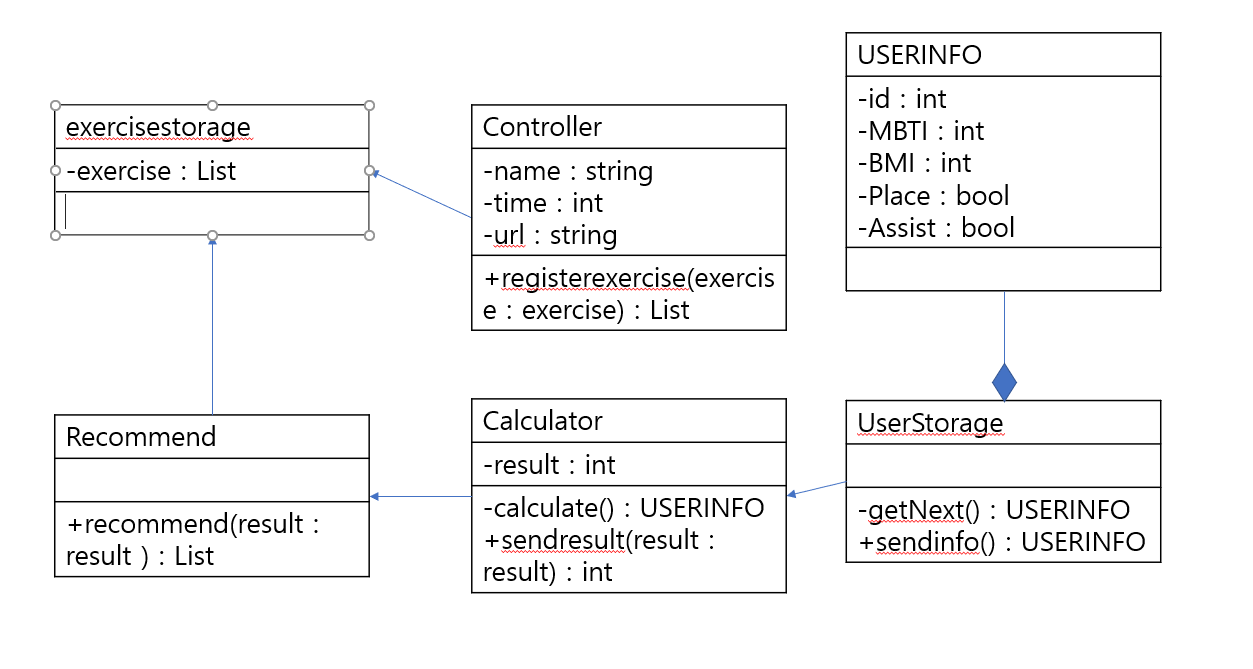 exercisestorage
-exercise : List
Controller
-name : string
-time : int
-url : string
+registerexercise(exercis
e : exercise) : List
USERINFO
-id : int
-MBTI : int
-BMI : int
-Place : bool
-Assist : bool
Recommend
+recommend(result :
result ) : List
Calculator
-result : int
-calculate() : USERINFO
+sendresult(result :
result) : int
UserStorage
-getNext() : USERINFO
+sendinfo() : USERINFO